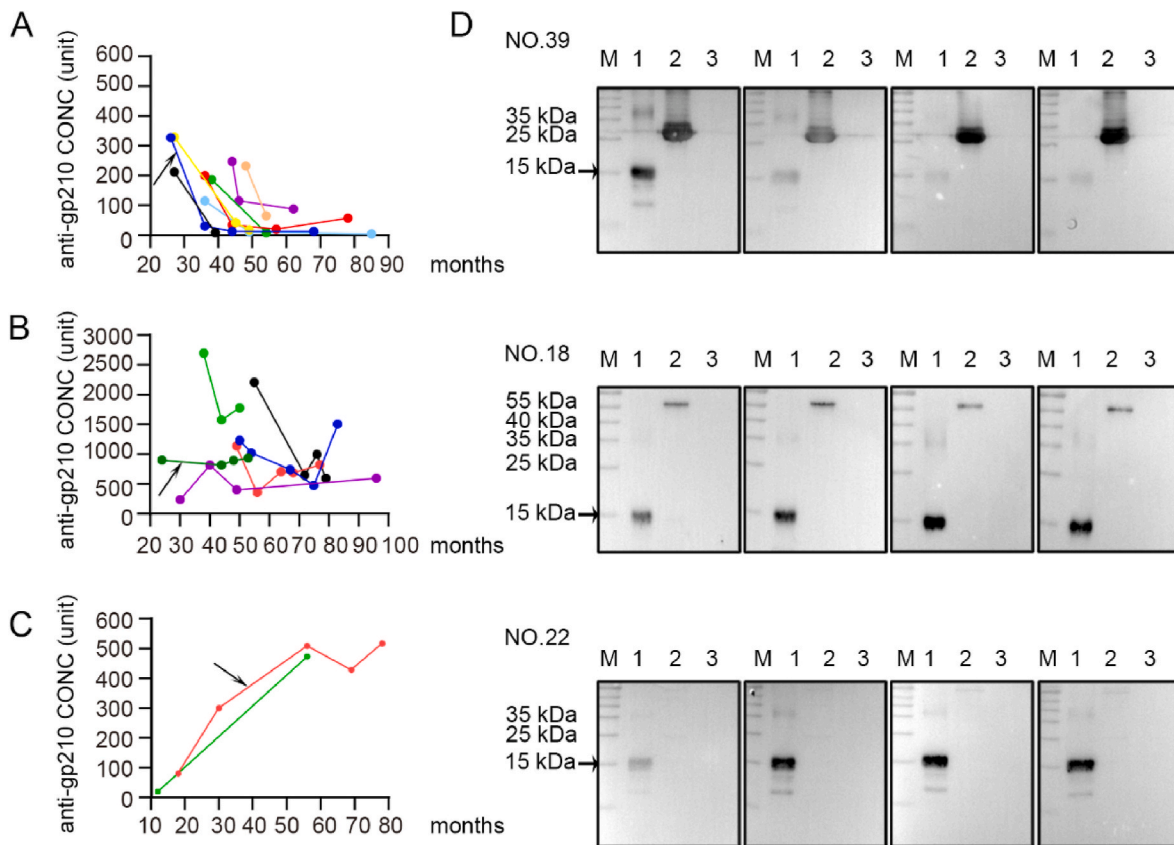 A
anti-gp210 CONC (unit)
600
500
400
300
200
100
0
20 30 40 50 60 70 80 90 months
B
anti-gp210 CONC (unit)
3000
2500
2000
1500
1000
500
0
20 30 40 50 60 70 80 90 100 months
C
anti-gp210 CONC (unit)
600
500
400
300
200
100
0
10 20 30 40 50 60 70 80 months
D
NO.39
M 1 2 3 M 1 2 3 M 1 2 3 M 1 2 3
35 kDa
25 kDa
15 kDa
NO.18
M 1 2 3 M 1 2 3 M 1 2 3 M 1 2 3
55 kDa
40 kDa
35 kDa
25 kDa
15 kDa
NO.22
M 1 2 3 M 1 2 3 M 1 2 3 M 1 2 3
35 kDa
25 kDa
15 kDa